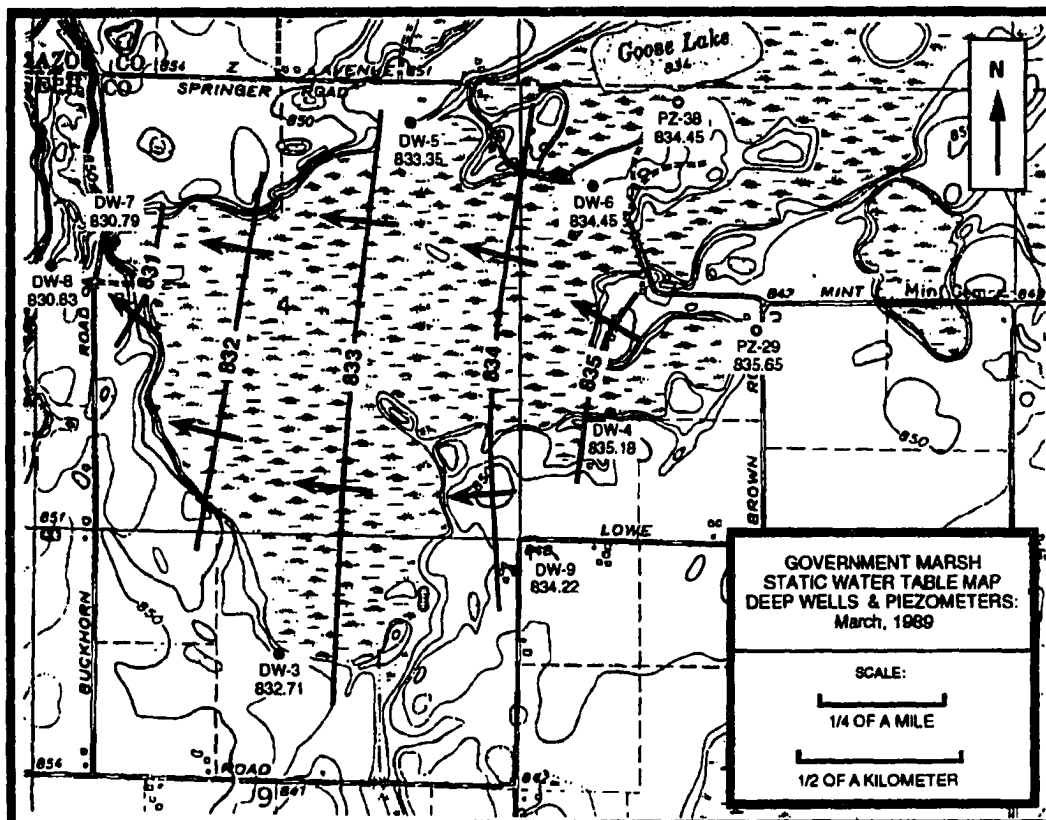 Goose Lake
834
N
CO
854
Z
AVENUE
851
CO
SPRINGER ROAD
850
DW-5
833.35
PZ-38
834.45
DW-7
830.79
DW-6
834.45
DW-8
830.83
831
4
847
MINT
PZ-29
835.65
832
833
834
835
DW-4
835.18
850
ROAD
BROWN
851
LOWE
DW-9
834.22
850
BUCKHORN
DW-3
832.71
854
ROAD
9
841
GOVERNMENT MARSH
STATIC WATER TABLE MAP
DEEP WELLS & PIEZOMETERS:
March, 1989
SCALE:
1/4 OF A MILE
1/2 OF A KILOMETER